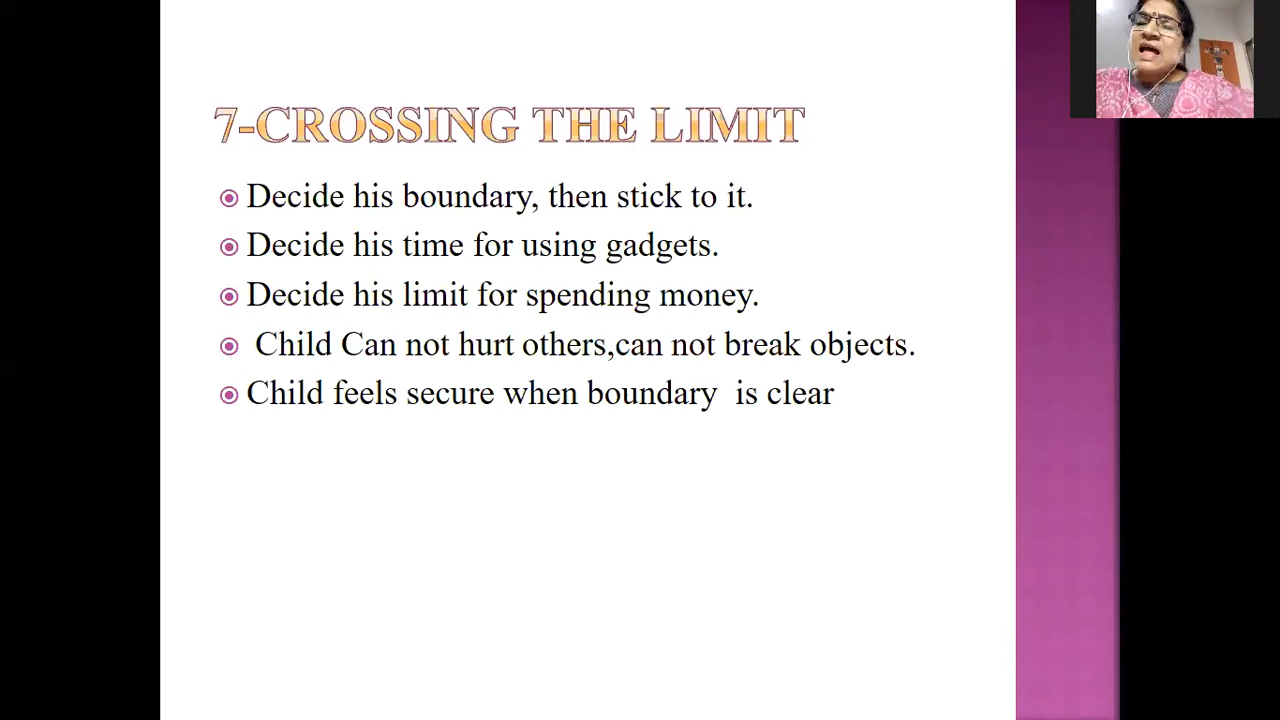 7-CROSSING THE LIMIT
Decide his boundary, then stick to it.
Decide his time for using gadgets.
Decide his limit for spending money.
Child Can not hurt others,can not break objects.
Child feels secure when boundary  is clear